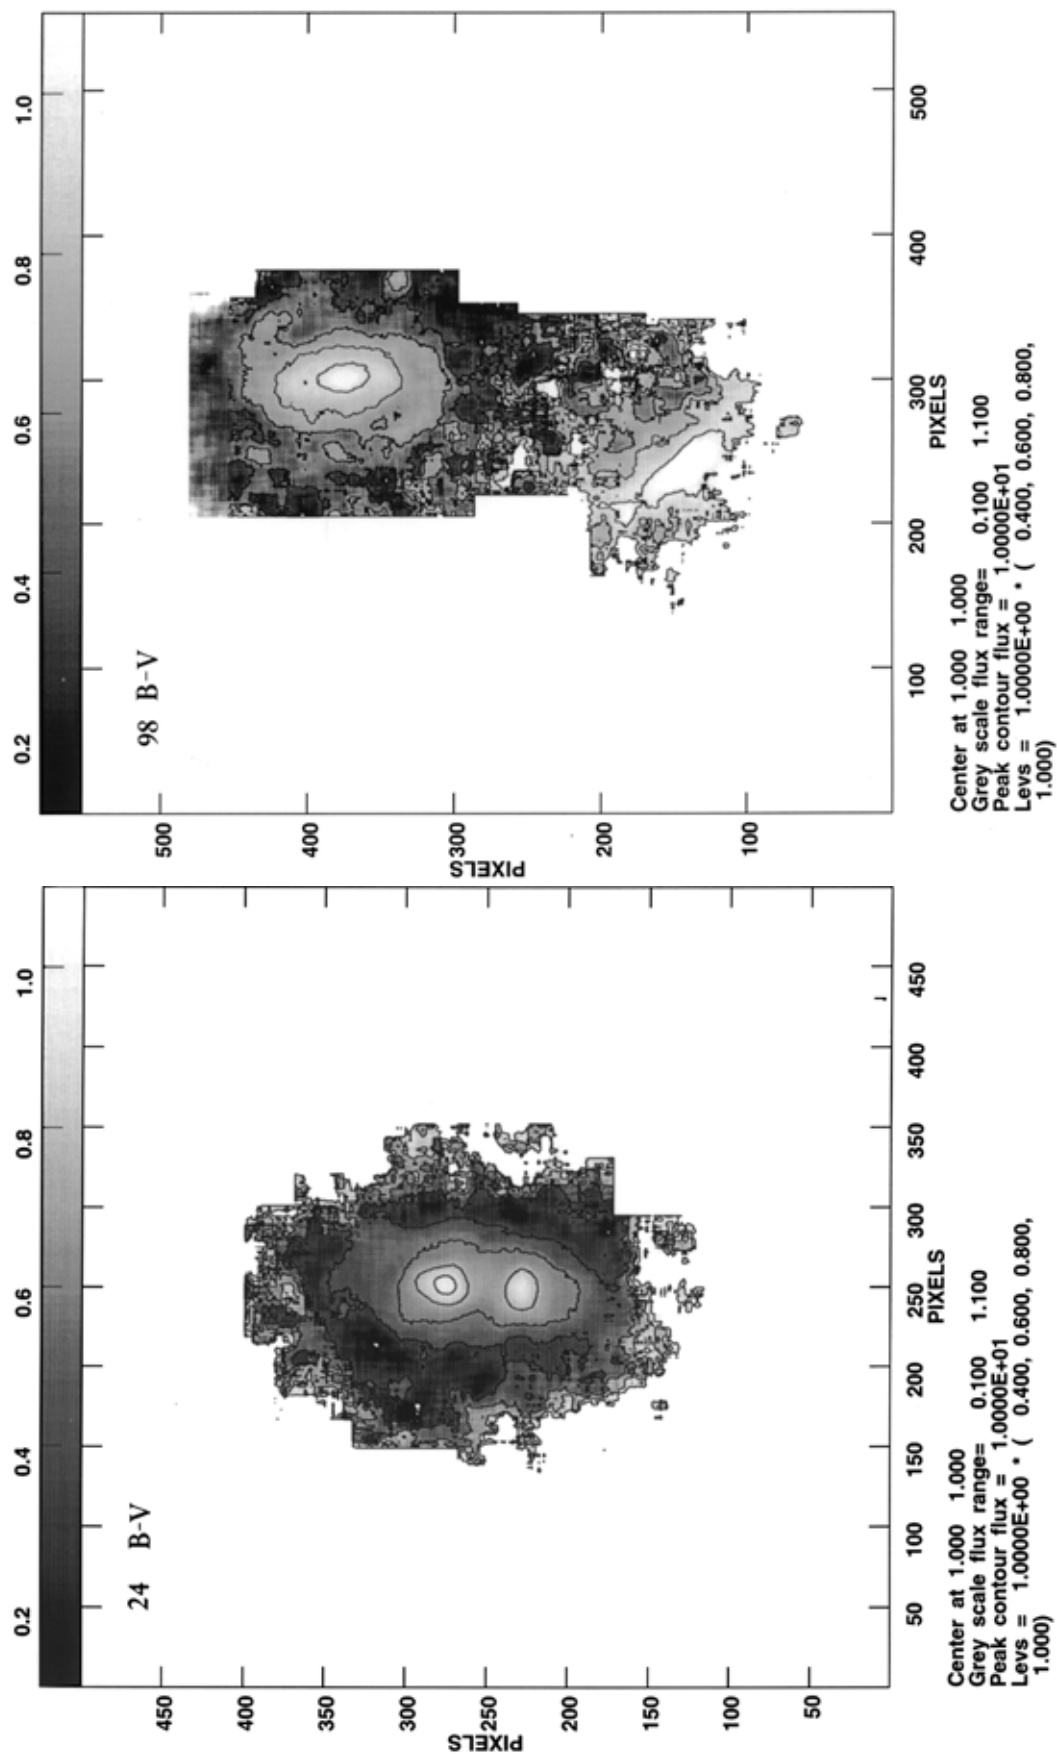 0.2 0.4 0.6 0.8 1.0
24 B-V
450
400
350
300
250
200
150
100
50
PIXELS
50 100 150 200 250 300 350 400 450
PIXELS
Center at 1.000 1.000
Grey scale flux range= 0.100 1.100
Peak contour flux = 1.0000E+01
Levs = 1.0000E+00 * ( 0.400, 0.600, 0.800,
1.000)
0.2 0.4 0.6 0.8 1.0
98 B-V
500
400
300
200
100
PIXELS
100 200 300 400 500
PIXELS
Center at 1.000 1.000
Grey scale flux range= 0.100 1.100
Peak contour flux = 1.0000E+01
Levs = 1.0000E+00 * ( 0.400, 0.600, 0.800,
1.000)